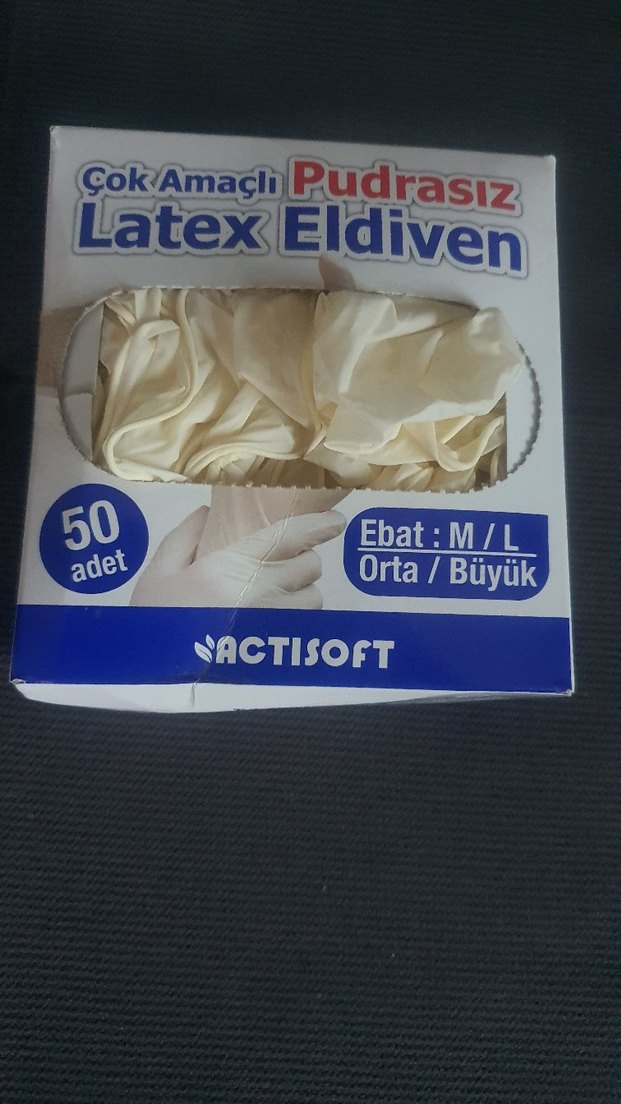 Çok Amaçlı Pudrasız
Latex Eldiven
50
adet
Ebat : M / L
Orta / Büyük
ACTISOFT